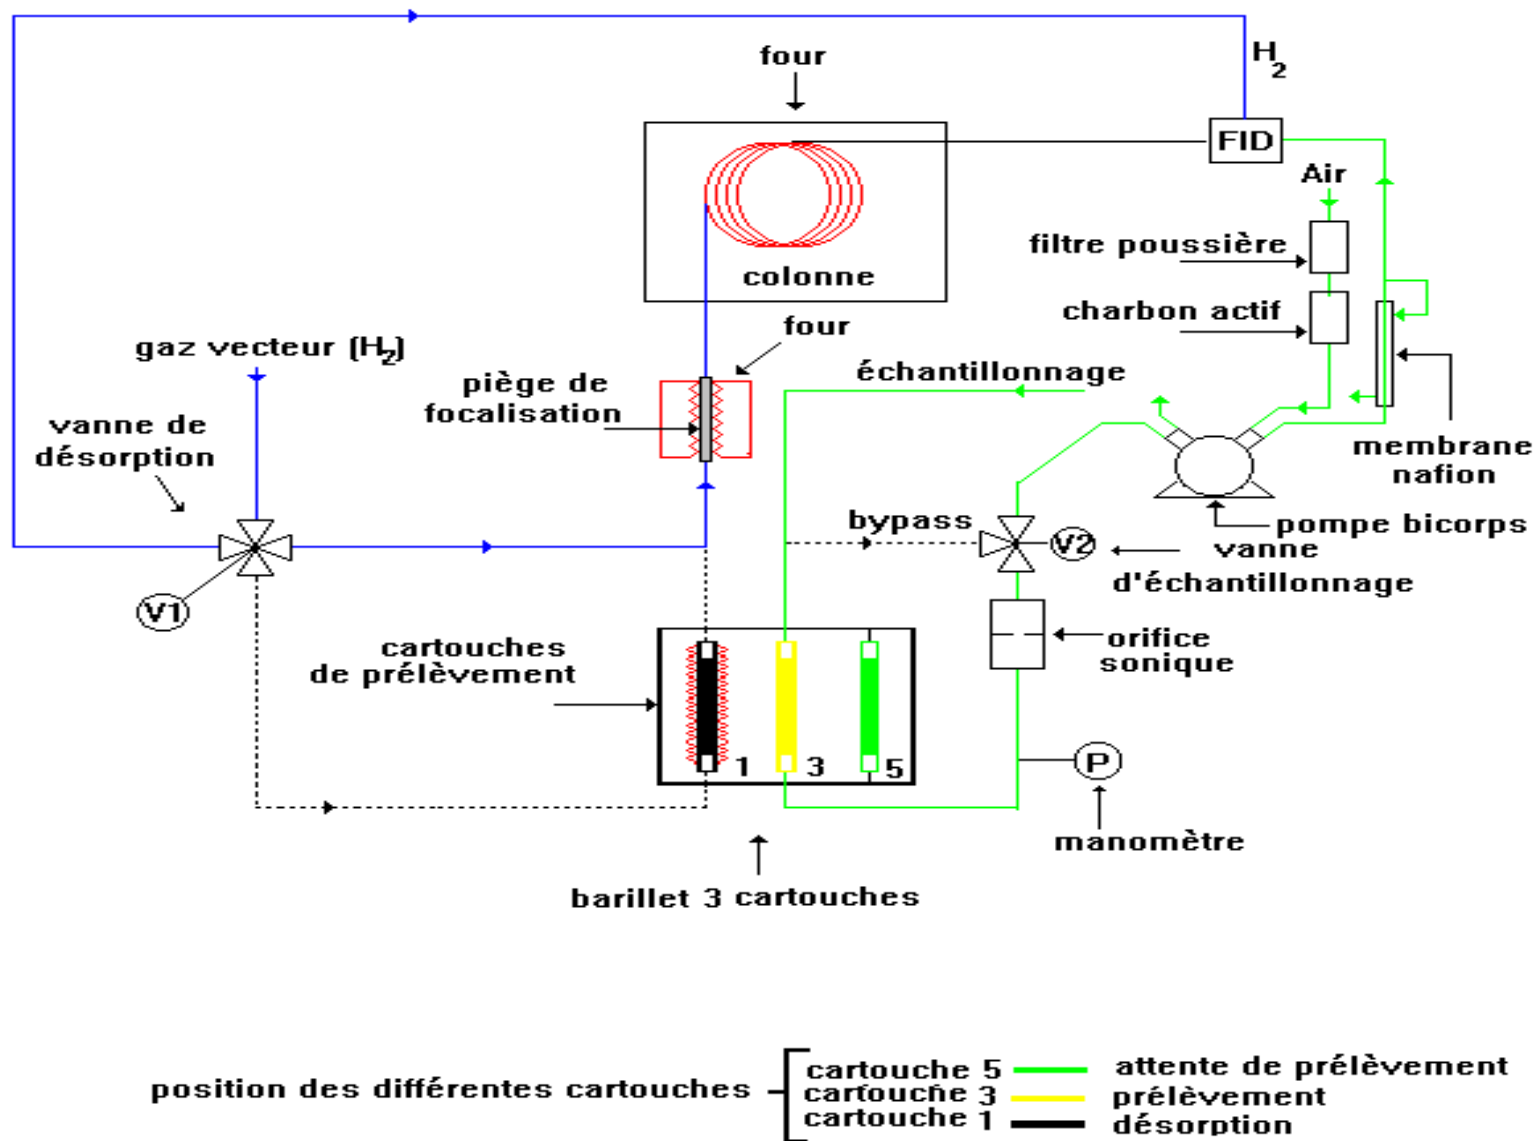 H2
four
FID
Air
filtre poussière
colonne
charbon actif
four
gaz vecteur (H2)
échantillonnage
piège de
focalisation
vanne de
désorption
membrane
nafion
bypass
pompe bicorps
V2
vanne
d'échantillonnage
V1
cartouches
de prélèvement
orifice
sonique
1
3
5
P
manomètre
barillet 3 cartouches
position des différentes cartouches
cartouche 5 attente de prélèvement
cartouche 3 prélèvement
cartouche 1 désorption